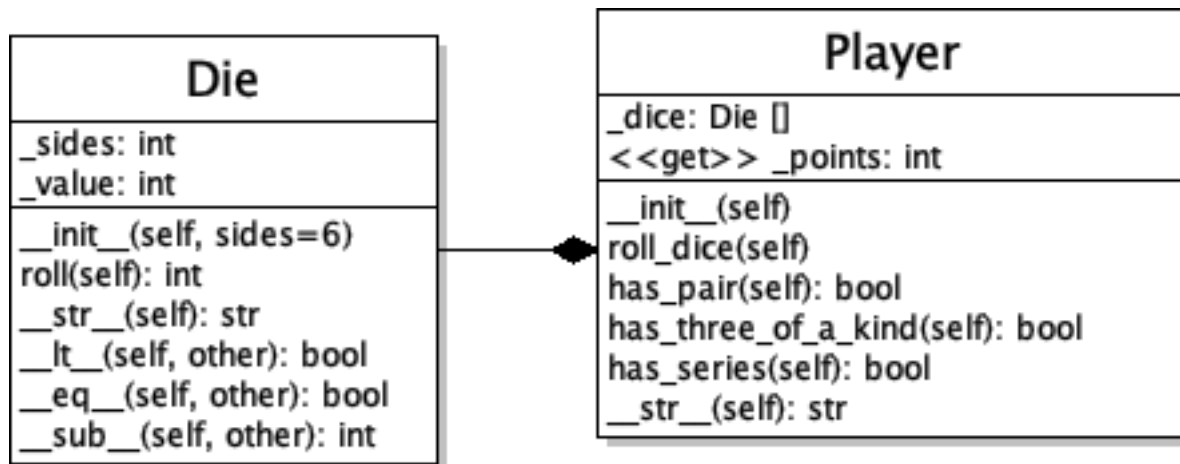 Die
_sides: int
_value: int
__init__(self, sides=6)
roll(self): int
__str__(self): str
__lt__(self, other): bool
__eq__(self, other): bool
__sub__(self, other): int
Player
_dice: Die []
<<get>> _points: int
__init__(self)
roll_dice(self)
has_pair(self): bool
has_three_of_a_kind(self): bool
has_series(self): bool
__str__(self): str